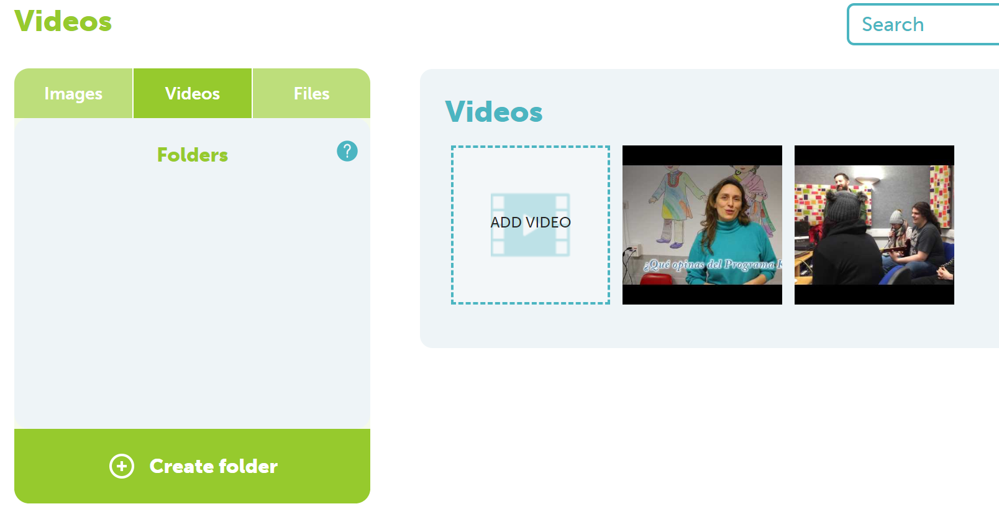 Videos
Search
Images
Videos
Files
Folders
?
Create folder
Videos
ADD VIDEO
¿Qué opinas del Programa